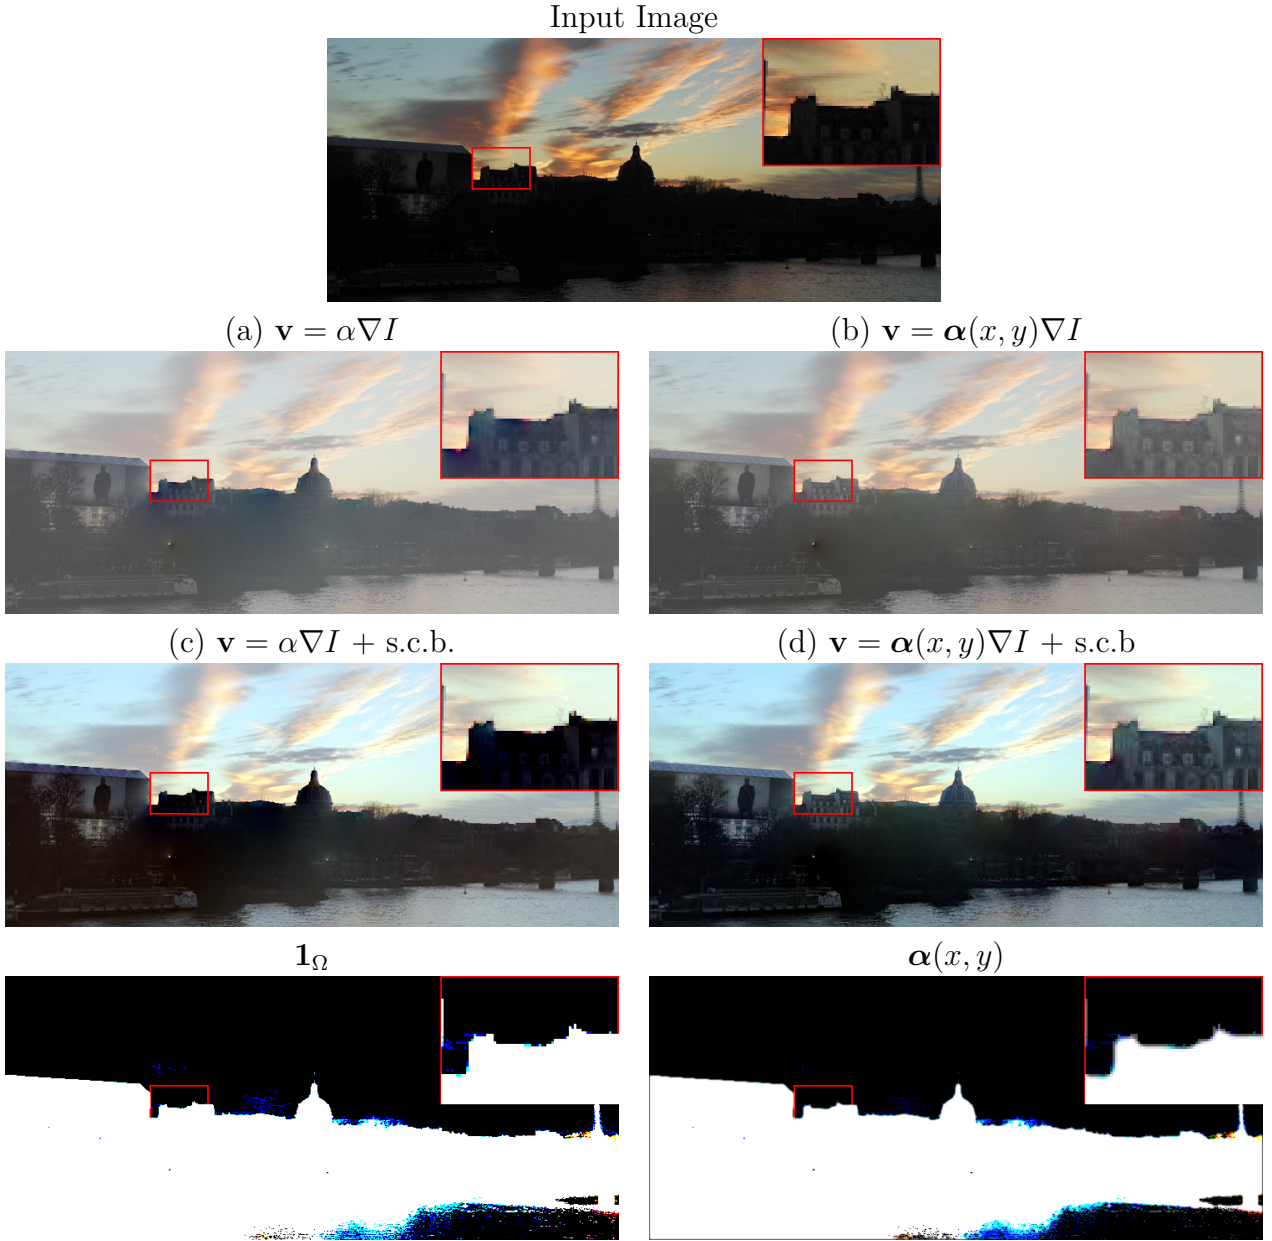 Input Image
(a) v = α∇I
(b) v = α(x, y)∇I
(c) v = α∇I + s.c.b.
(d) v = α(x, y)∇I + s.c.b
1Ω
α(x, y)